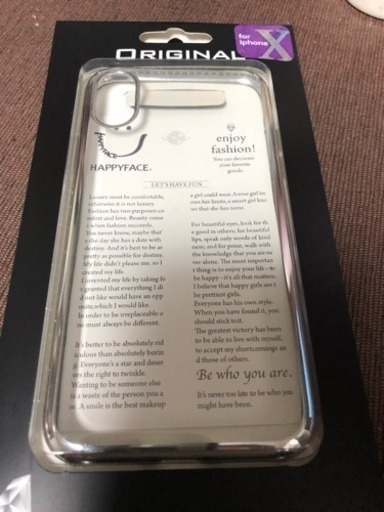 ORIGINAL
for
iphone
X
HAPPYFACE
HAPPYFACE.
enjoy
fashion!
You can decorate
your favorite
goods.
LET'S HAVE FUN.
Luxury must be comfortable,
otherwise it is not luxury.
Fashion has two purposes:co
mfort and love. Beauty come
s when fashion succeeds.
You never know, maybe that'
s the day she has a date with
destiny. And it's best to be as
pretty as possible for destiny.
My life didn't please me, so I
created my life.
I invented my life by taking fo
r granted that everything I di
d not like would have an opp
osite,which I would like.
In order to be irreplaceable o
ne must always be different.
It's better to be absolutely rid
iculous than absolutely borin
g. Everyone's a star and deser
ves the right to twinkle.
Wanting to be someone else
is a waste of the person you a
re. A smile is the best makeup
a girl could wear. A wise girl kn
ows her limits, a smart girl kno
ws that she has none.
For beautiful eyes, look for th
e good in others; for beautiful
lips, speak only words of kind
ness; and for poise, walk with
the knowledge that you are ne
ver alone. The most importan
t thing is to enjoy your life –to
be happy –it's all that matters.
I believe that happy girls are t
he prettiest girls.
Everyone has his own style.
When you have found it, you
should stick to it.
The greatest victory has been
to be able to live with myself,
to accept my shortcomings an
d those of others.
Be who you are.
It's never too late to be who you
might have been.